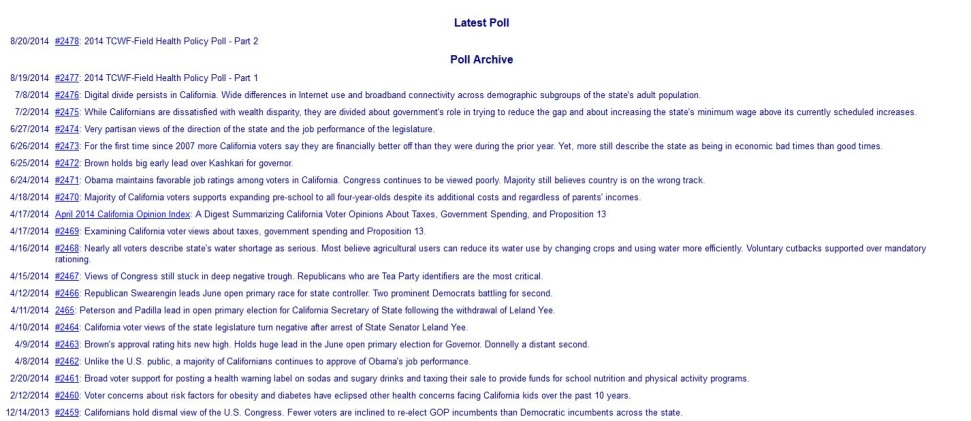 Latest Poll
8/20/2014 #2478: 2014 TCWF-Field Health Policy Poll - Part 2
Poll Archive
8/19/2014 #2477: 2014 TCWF-Field Health Policy Poll - Part 1
7/8/2014 #2476: Digital divide persists in California. Wide differences in Internet use and broadband connectivity across demographic subgroups of the state's adult population.
7/2/2014 #2475: While Californians are dissatisfied with wealth disparity, they are divided about government's role in trying to reduce the gap and about increasing the state's minimum wage above its currently scheduled increases.
6/27/2014 #2474: Very partisan views of the direction of the state and the job performance of the legislature.
6/26/2014 #2473: For the first time since 2007 more California voters say they are financially better off than they were during the prior year. Yet, more still describe the state as being in economic bad times than good times.
6/25/2014 #2472: Brown holds big early lead over Kashkari for governor.
6/24/2014 #2471: Obama maintains favorable job ratings among voters in California. Congress continues to be viewed poorly. Majority still believes country is on the wrong track.
4/18/2014 #2470: Majority of California voters supports expanding pre-school to all four-year-olds despite its additional costs and regardless of parents' incomes.
4/17/2014 April 2014 California Opinion Index: A Digest Summarizing California Voter Opinions About Taxes, Government Spending, and Proposition 13
4/17/2014 #2469: Examining California voter views about taxes, government spending and Proposition 13.
4/16/2014 #2468: Nearly all voters describe state's water shortage as serious. Most believe agricultural users can reduce its water use by changing crops and using water more efficiently. Voluntary cutbacks supported over mandatory
rationing.
4/15/2014 #2467: Views of Congress still stuck in deep negative trough. Republicans who are Tea Party identifiers are the most critical.
4/12/2014 #2466: Republican Swearengin leads June open primary race for state controller. Two prominent Democrats battling for second.
4/11/2014 2465: Peterson and Padilla lead in open primary election for California Secretary of State following the withdrawal of Leland Yee.
4/10/2014 #2464: California voter views of the state legislature turn negative after arrest of State Senator Leland Yee.
4/9/2014 #2463: Brown's approval rating hits new high. Holds huge lead in the June open primary election for Governor. Donnelly a distant second.
4/8/2014 #2462: Unlike the U.S. public, a majority of Californians continues to approve of Obama's job performance.
2/20/2014 #2461: Broad voter support for posting a health warning label on sodas and sugary drinks and taxing their sale to provide funds for school nutrition and physical activity programs.
2/12/2014 #2460: Voter concerns about risk factors for obesity and diabetes have eclipsed other health concerns facing California kids over the past 10 years.
12/14/2013 #2459: Californians hold dismal view of the U.S. Congress. Fewer voters are inclined to re-elect GOP incumbents than Democratic incumbents across the state.